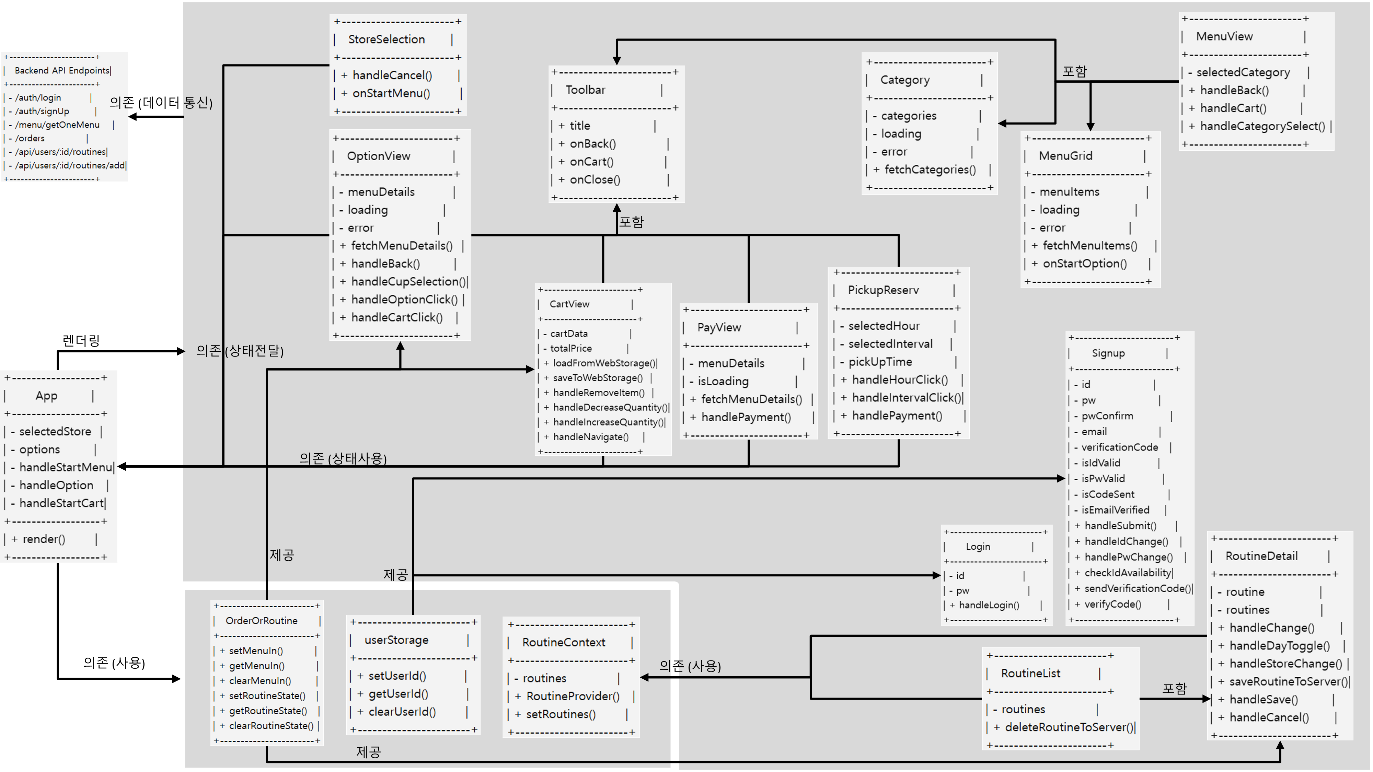 Backend API Endpoints
- /auth/login
- /auth/signUp
- /menu/getOneMenu
- /orders
- /api/users/:id/routines
- /api/users/:id/routines/add
의존 (데이터 통신)
StoreSelection
+ handleCancel()
+ onStartMenu()
OptionView
- menuDetails
- loading
- error
+ fetchMenuDetails()
+ handleBack()
+ handleCupSelection()
+ handleOptionClick()
+ handleCartClick()
Toolbar
+ title
+ onBack()
+ onCart()
+ onClose()
포함
Category
- categories
- loading
- error
+ fetchCategories()
포함
MenuView
- selectedCategory
+ handleBack()
+ handleCart()
+ handleCategorySelect()
MenuGrid
- menuItems
- loading
- error
+ fetchMenuItems()
+ onStartOption()
CartView
- cartData
- totalPrice
+ loadFromWebStorage()
+ saveToWebStorage()
+ handleRemoveItem()
+ handleDecreaseQuantity()
+ handleIncreaseQuantity()
+ handleNavigate()
PayView
- menuDetails
- isLoading
+ fetchMenuDetails()
+ handlePayment()
PickupReserv
- selectedHour
- selectedInterval
- pickUpTime
+ handleHourClick()
+ handleIntervalClick()
+ handlePayment()
Signup
- id
- pw
- pwConfirm
- email
- verificationCode
- isIdValid
- isPwValid
- isCodeSent
- isEmailVerified
+ handleSubmit()
+ handleIdChange()
+ handlePwChange()
+ checkIdAvailability
+ sendVerificationCode()
+ verifyCode()
렌더링
의존 (상태전달)
App
- selectedStore
- options
- handleStartMenu
- handleOption
- handleStartCart
+ render()
의존 (상태사용)
제공
제공
Login
- id
- pw
+ handleLogin()
RoutineDetail
- routine
- routines
+ handleChange()
+ handleDayToggle()
+ handleStoreChange()
+ saveRoutineToServer()
+ handleSave()
+ handleCancel()
의존 (사용)
OrderOrRoutine
+ setMenuIn()
+ getMenuIn()
+ clearMenuIn()
+ setRoutineState()
+ getRoutineState()
+ clearRoutineState()
userStorage
+ setUserId()
+ getUserId()
+ clearUserId()
RoutineContext
- routines
+ RoutineProvider()
+ setRoutines()
의존 (사용)
RoutineList
- routines
+ deleteRoutineToServer()
포함
제공